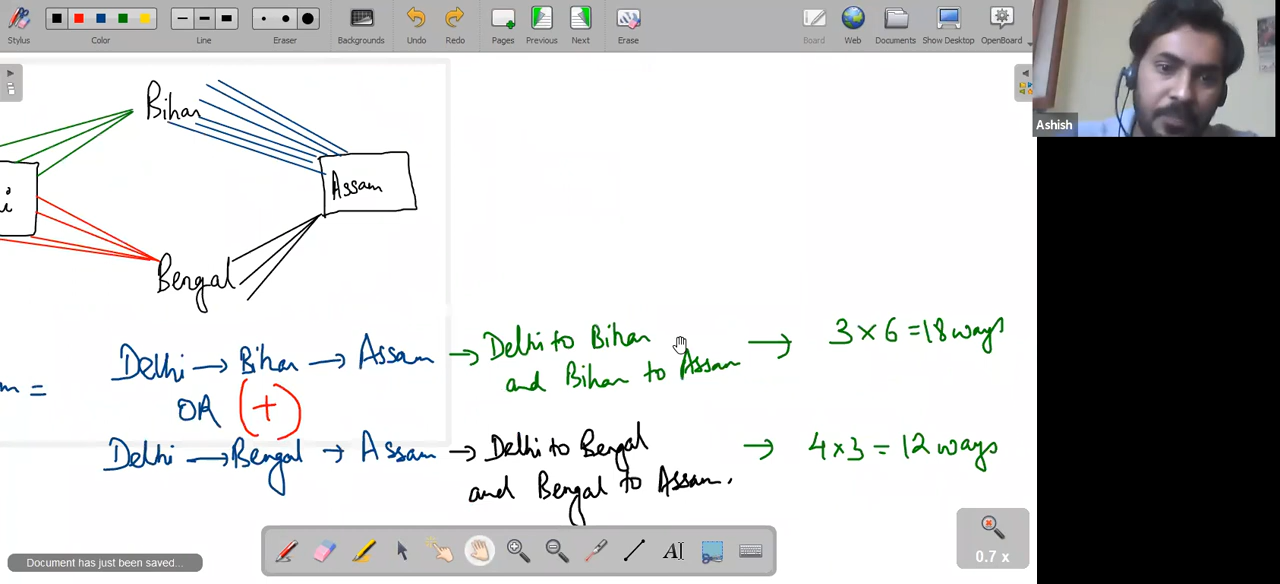 Stylus
Color
Line
Eraser
Backgrounds
Undo
Redo
Pages
Previous
Next
Erase
Board
Web
Documents
Show Desktop
OpenBoard
Ashish
Bihar
i
Assam
Bengal
Delhi → Bihar → Assam → Delhi to Bihar
and Bihar to Assam → 3 × 6 = 18 ways
m =
OR (+)
Delhi → Bengal → Assam → Delhi to Bengal
and Bengal to Assam. → 4 × 3 = 12 ways
Document has just been saved...
A
0.7 x